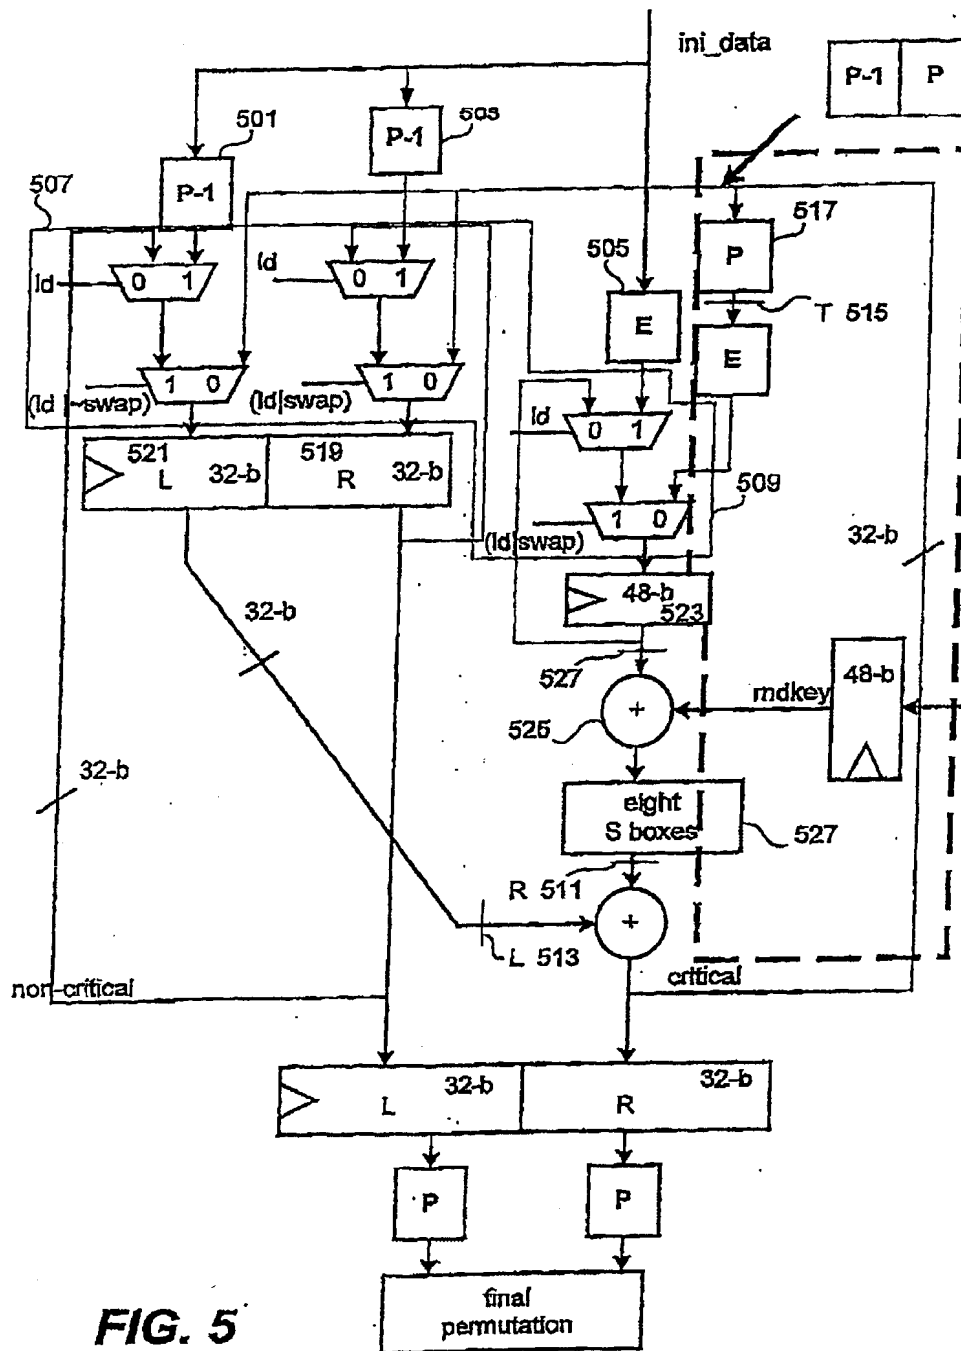 ini_data
P-1 P
501
P-1
503
P-1
507
517
P
505
ld
0 1
ld
0 1
T 515
E
E
(ld|~swap)
1 0
(ld|swap)
1 0
ld
0 1
521
L
32-b
519
R
32-b
509
1 0
(ld|swap)
32-b
48-b
523
32-b
527
48-b
rndkey
+
526
32-b
eight
S boxes
527
R 511
+
L 513
non-critical
critical
32-b
L
32-b
R
P
P
final
permutation
FIG. 5